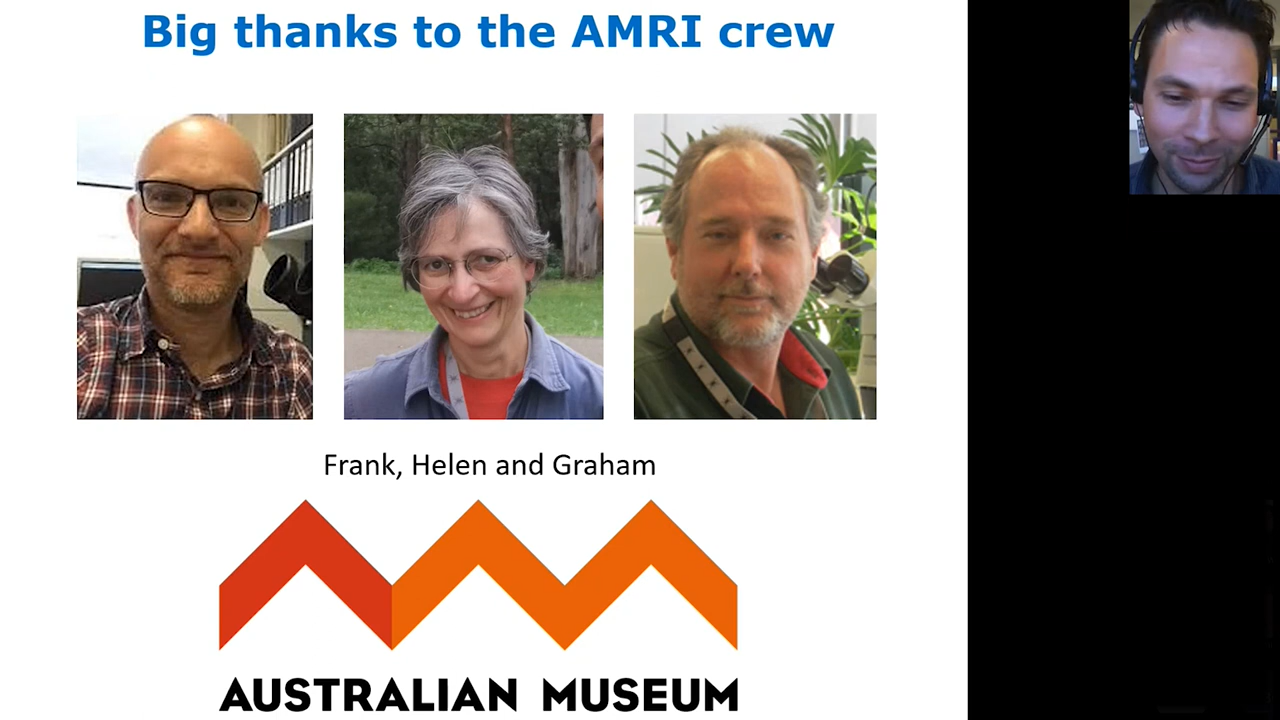 Big thanks to the AMRI crew
Frank, Helen and Graham
AUSTRALIAN MUSEUM